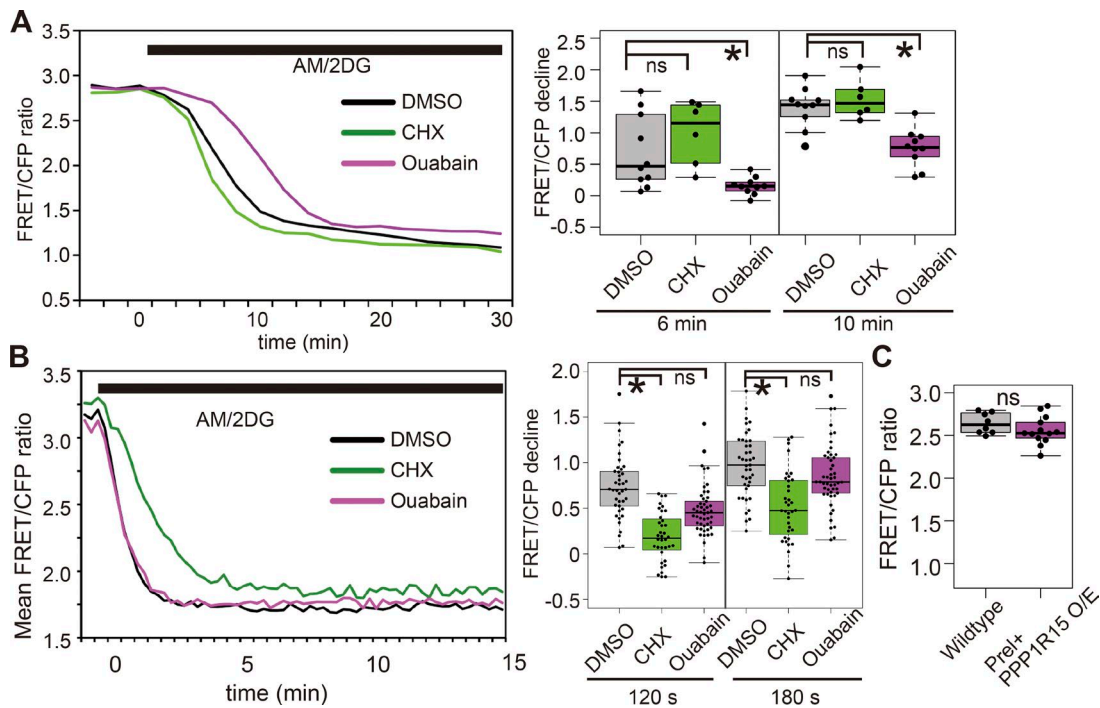 A
3.5
3.0
2.5
2.0
1.5
1.0
0.5
FRET/CFP ratio
AM/2DG
DMSO
CHX
Ouabain
0
10
20
30
time (min)
2.5
2.0
1.5
1.0
0.5
0
-0.5
FRET/CFP decline
ns
*
ns
*
DMSO
CHX
Ouabain
DMSO
CHX
Ouabain
6 min
10 min
B
3.5
3.0
2.5
2.0
1.5
Mean FRET/CFP ratio
AM/2DG
DMSO
CHX
Ouabain
0
5
10
15
time (min)
2.0
1.5
1.0
0.5
0
-0.5
FRET/CFP decline
*
ns
*
ns
DMSO
CHX
Ouabain
DMSO
CHX
Ouabain
120 s
180 s
C
3.0
2.5
2.0
1.5
1.0
FRET/CFP ratio
ns
Wildtype
Prel+
PPP1R15 O/E